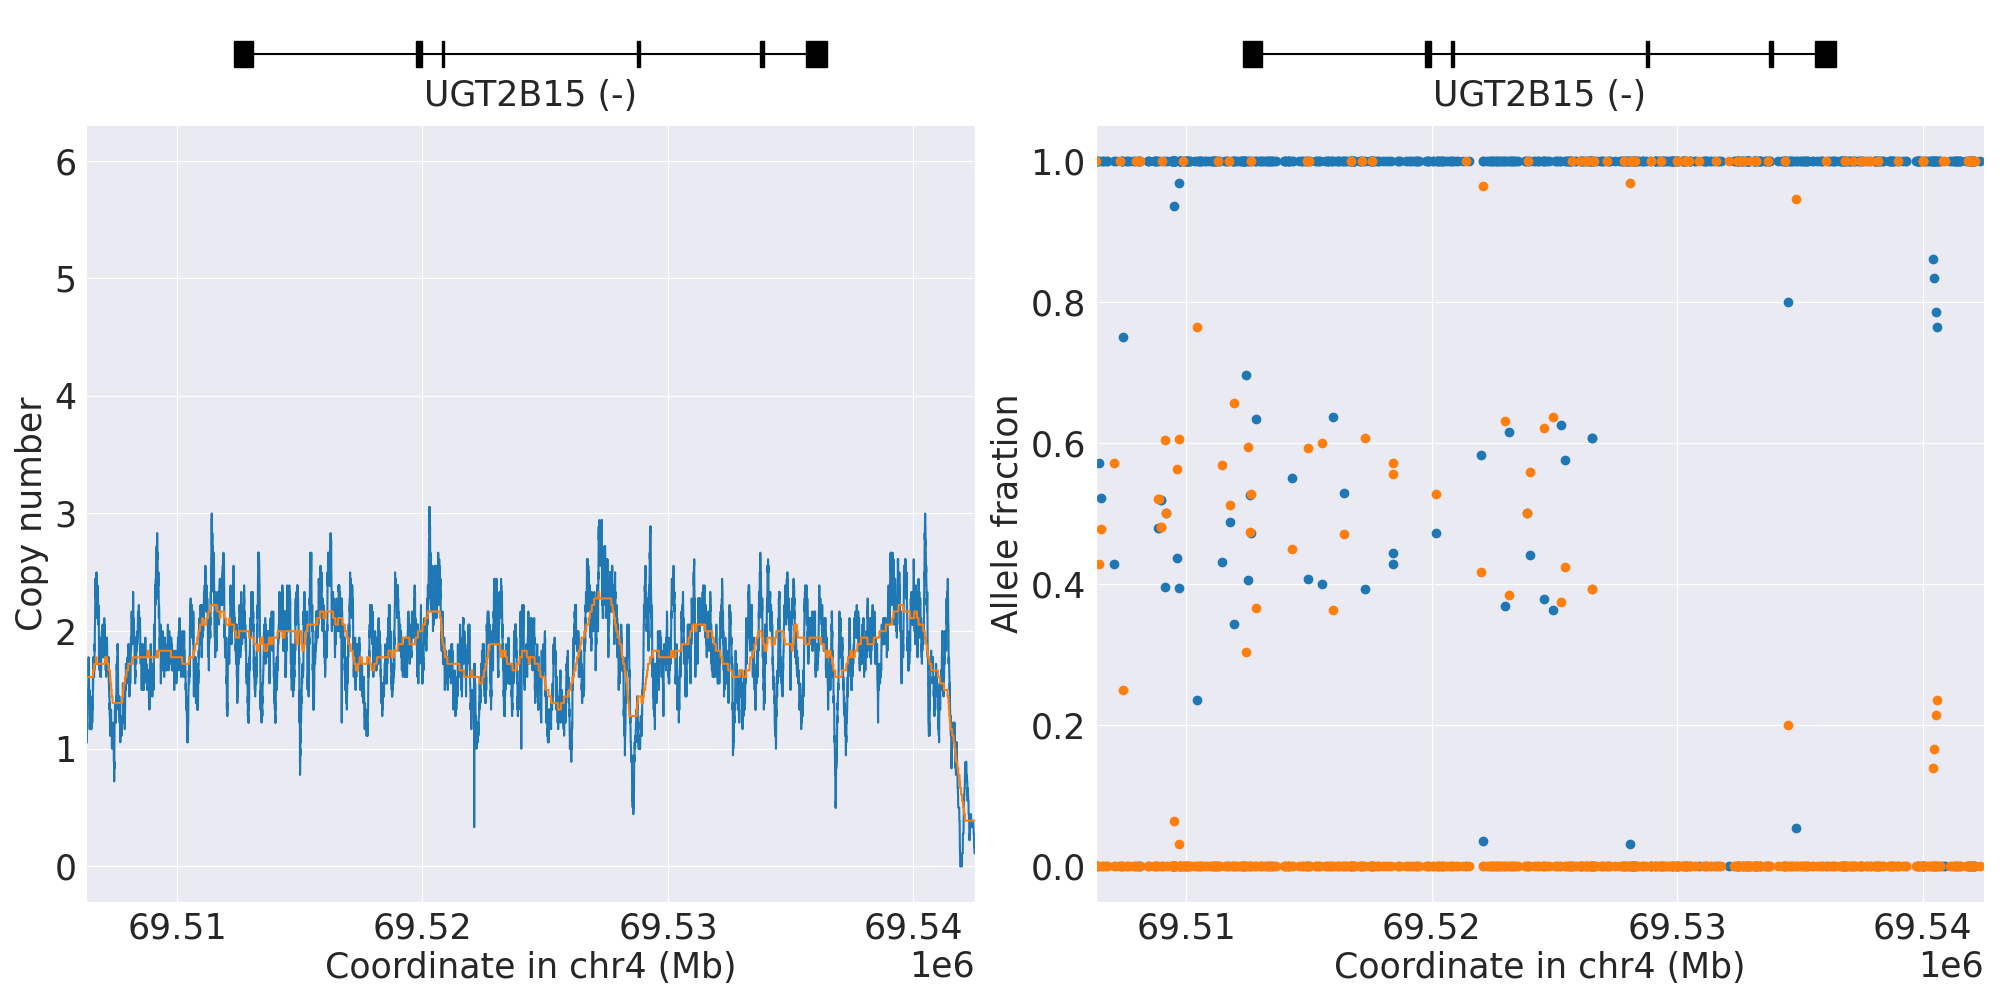 UGT2B15 (-)
Copy number
6
5
4
3
2
1
0
69.51 69.52 69.53 69.54
Coordinate in chr4 (Mb)
1e6
UGT2B15 (-)
Allele fraction
1.0
0.8
0.6
0.4
0.2
0.0
69.51 69.52 69.53 69.54
Coordinate in chr4 (Mb)
1e6